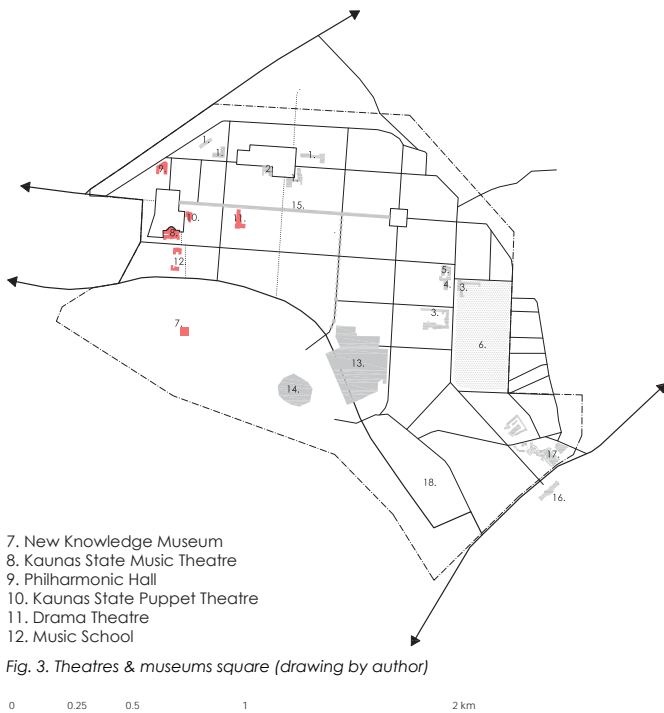 1.
1.
1.
9.
2.
1.
15.
10.
11.
8.
12.
5.
4.
3.
3.
7.
6.
13.
14.
17.
18.
16.
7. New Knowledge Museum
8. Kaunas State Music Theatre
9. Philharmonic Hall
10. Kaunas State Puppet Theatre
11. Drama Theatre
12. Music School
Fig. 3. Theatres & museums square (drawing by author)
0 0.25 0.5 1 2 km